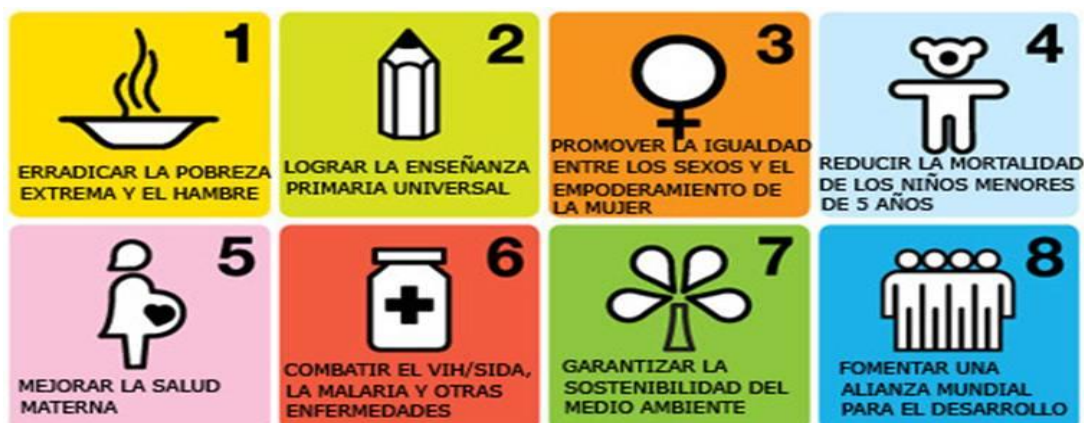 1
ERRADICAR LA POBREZA
EXTREMA Y EL HAMBRE
2
LOGRAR LA ENSEÑANZA
PRIMARIA UNIVERSAL
3
PROMOVER LA IGUALDAD
ENTRE LOS SEXOS Y EL
EMPODERAMIENTO DE
LA MUJER
4
REDUCIR LA MORTALIDAD
DE LOS NIÑOS MENORES
DE 5 AÑOS
5
MEJORAR LA SALUD
MATERNA
6
COMBATIR EL VIH/SIDA,
LA MALARIA Y OTRAS
ENFERMEDADES
7
GARANTIZAR LA
SOSTENIBILIDAD DEL
MEDIO AMBIENTE
8
FOMENTAR UNA
ALIANZA MUNDIAL
PARA EL DESARROLLO